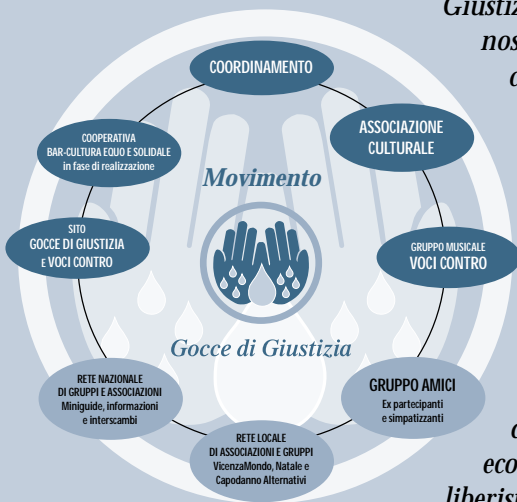 COORDINAMENTO
ASSOCIAZIONE
CULTURALE
GRUPPO MUSICALE
VOCI CONTRO
GRUPPO AMICI
Ex partecipanti
e simpatizzanti
RETE LOCALE
DI ASSOCIAZIONI E GRUPPI
VicenzaMondo, Natale e
Capodanno Alternativi
RETE NAZIONALE
DI GRUPPI E ASSOCIAZIONI
Miniguide, informazioni
e interscambi
SITO
GOCCE DI GIUSTIZIA
E VOCI CONTRO
COOPERATIVA
BAR-CULTURA EQUO E SOLIDALE
in fase di realizzazione
Movimento
Gocce di Giustizia
Giustiz
nos
eco
liberis